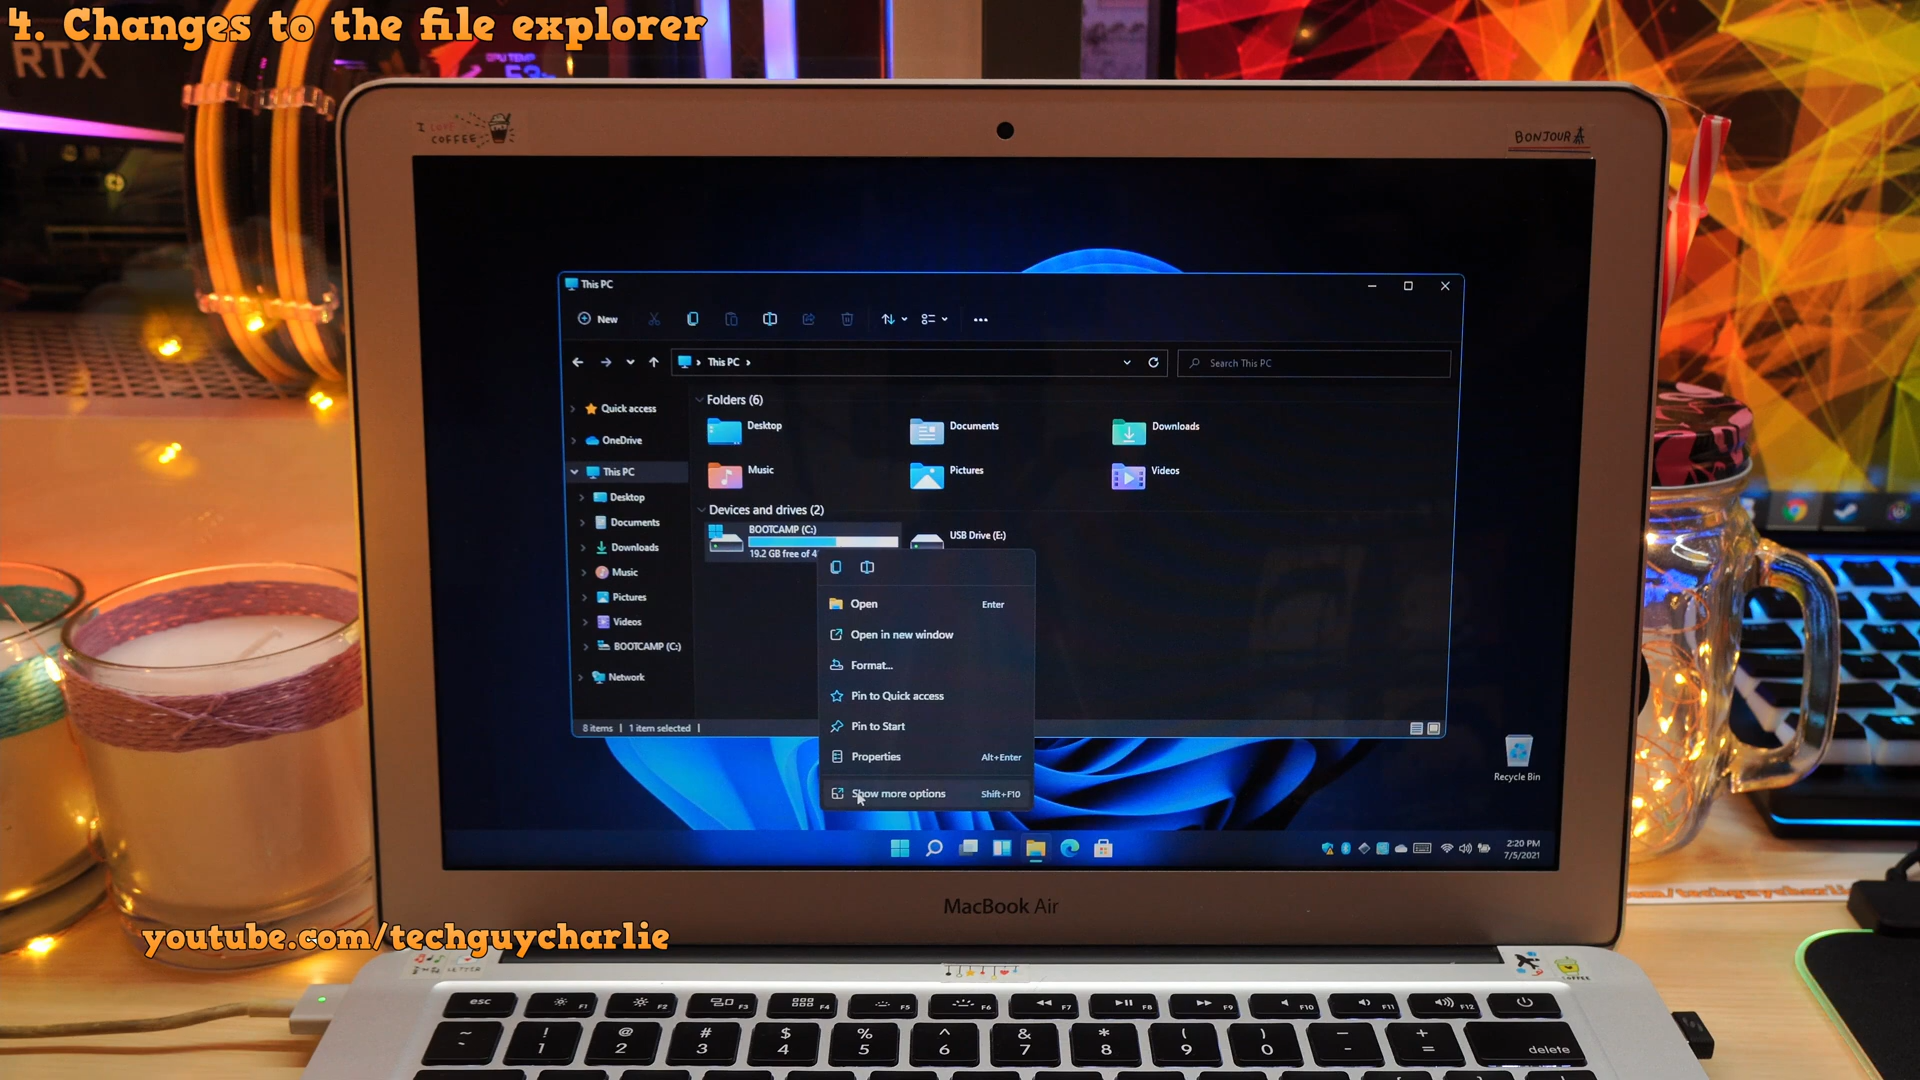 4. Changes to the file explorer
RTX
CPU TEMP
I LOVE
COFFEE
BONJOUR
This PC
New
This PC
Search This PC
Quick access
OneDrive
This PC
Desktop
Documents
Downloads
Music
Pictures
Videos
BOOTCAMP (C:)
Network
Folders (6)
Desktop
Documents
Downloads
Music
Pictures
Videos
Devices and drives (2)
BOOTCAMP (C:)
19.2 GB free of 4
USB Drive (E:)
Open Enter
Open in new window
Format...
Pin to Quick access
Pin to Start
Properties Alt+Enter
Show more options Shift+F10
8 items | 1 item selected |
Recycle Bin
2:20 PM
7/5/2021
MacBook Air
youtube.com/techguycharlie
esc F1 F2 F3 F4 F5 F6 F7 F8 F9 F10 F11 F12
~ ! @ # $ % ^ & * ( ) – +
1 2 3 4 5 6 7 8 9 0 - = delete